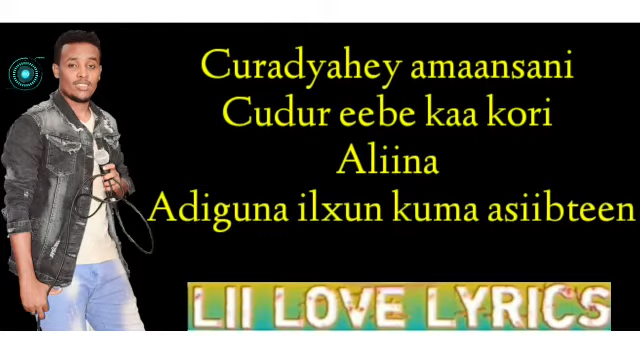 Curadyahey amaansani
Cudur eebe kaa kori
Aliina
Adiguna ilxun kuma asiibteen
LII LOVE LYRICS